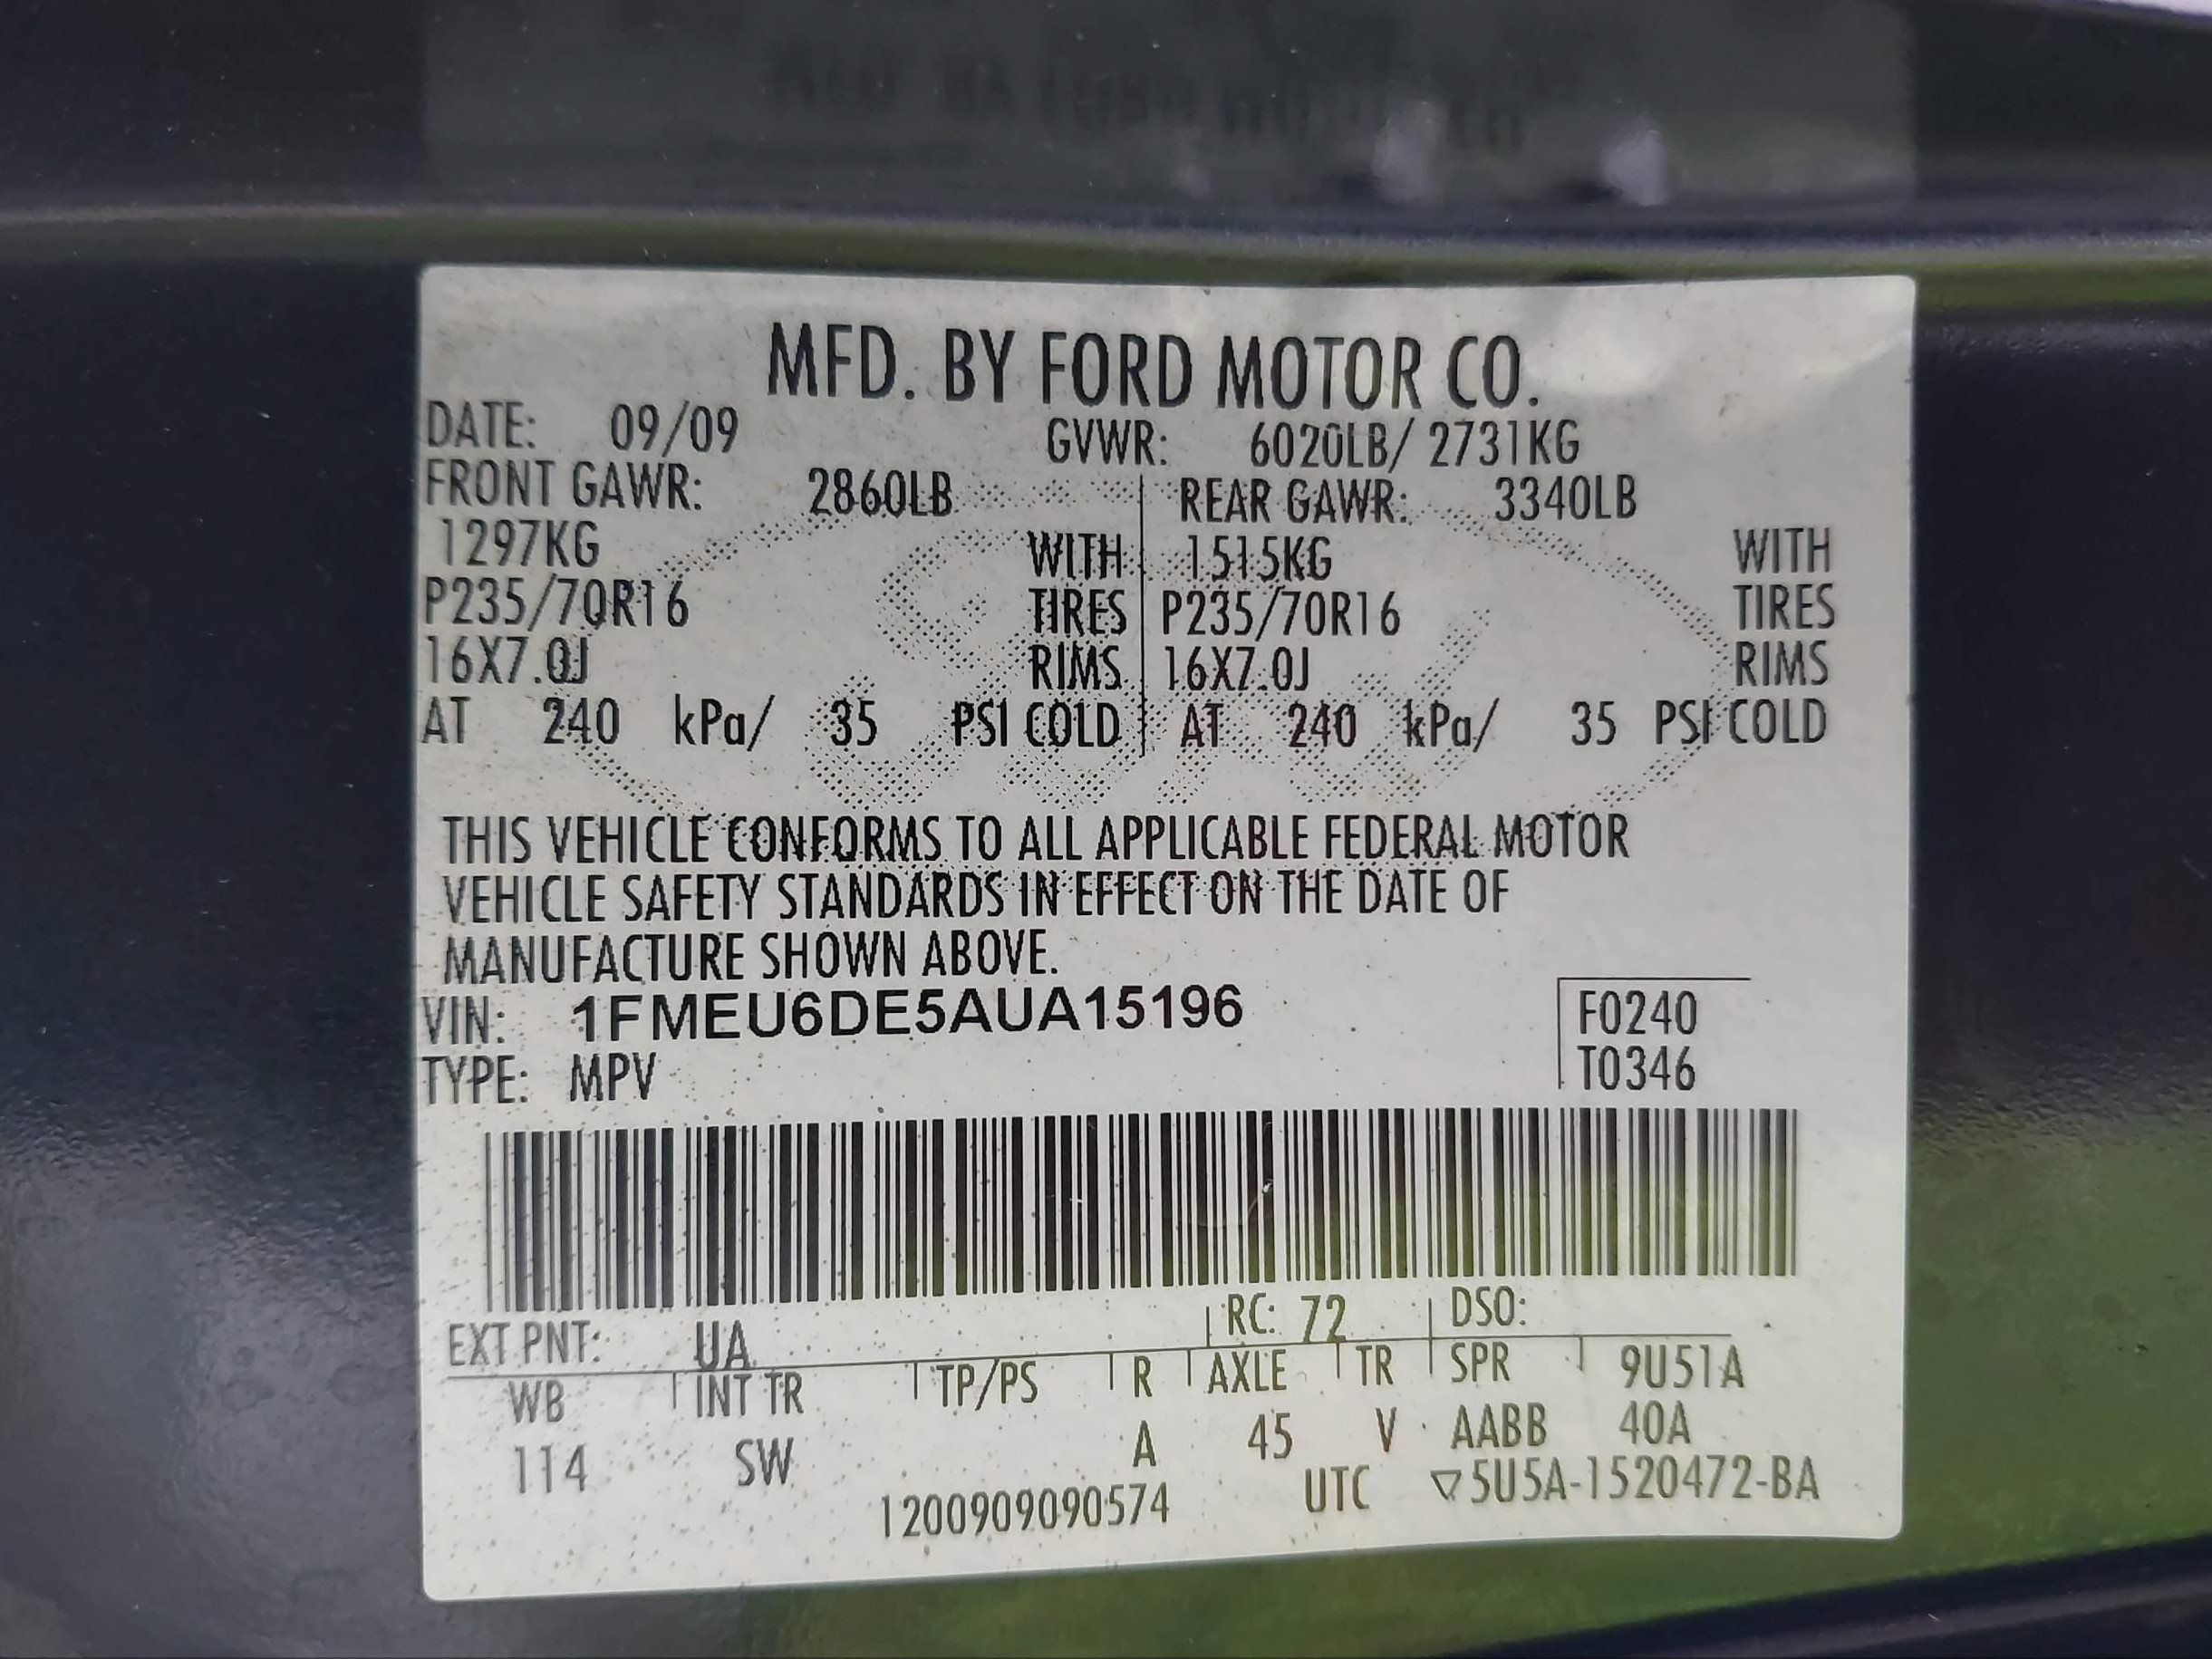 MFD. BY FORD MOTOR CO.
DATE: 09/09 GVWR: 6020LB/ 2731KG
FRONT GAWR: 2860LB REAR GAWR: 3340LB
1297KG WITH 1515KG WITH
P235/70R16 TIRES P235/70R16 TIRES
16X7.0J RIMS 16X7.0J RIMS
AT 240 kPa/ 35 PSI COLD AT 240 kPa/ 35 PSI COLD
THIS VEHICLE CONFORMS TO ALL APPLICABLE FEDERAL MOTOR
VEHICLE SAFETY STANDARDS IN EFFECT ON THE DATE OF
MANUFACTURE SHOWN ABOVE.
VIN: 1FMEU6DE5AUA15196 F0240
TYPE: MPV T0346
EXT PNT: UA RC: 72 DSO:
WB INT TR TP/PS R AXLE TR SPR 9U51A
114 SW A 45 V AABB 40A
1200909090574 UTC ▽5U5A-1520472-BA